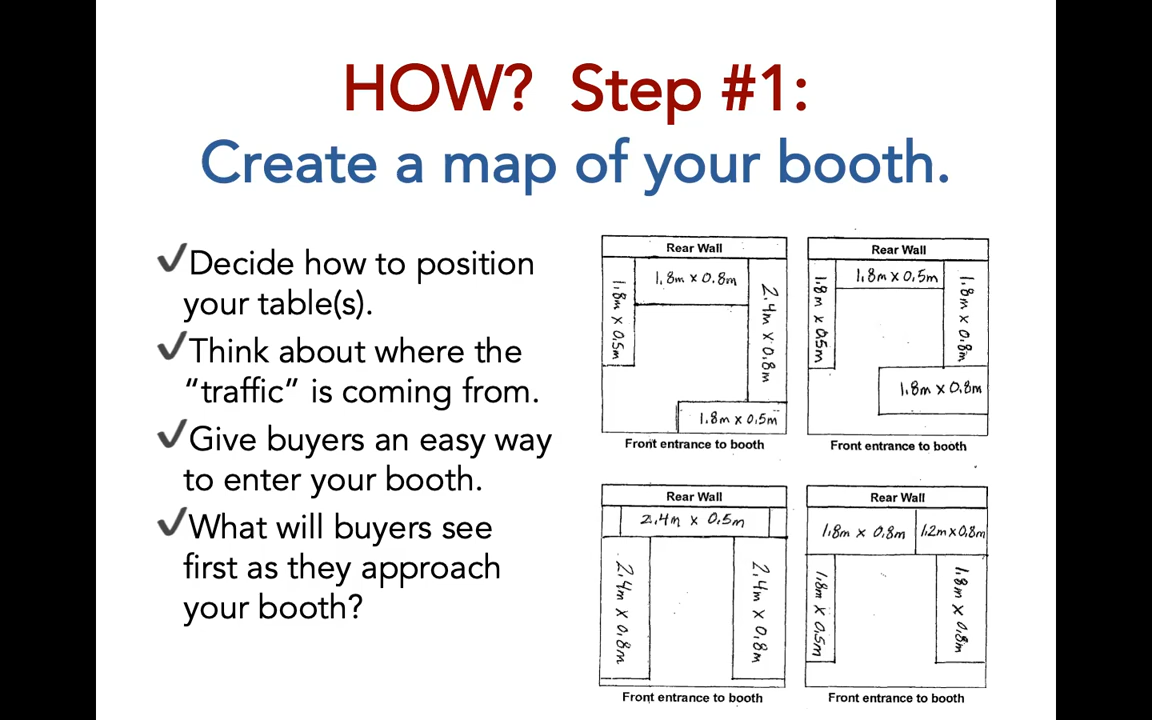 HOW? Step #1:
Create a map of your booth.
✔Decide how to position
your table(s).
✔Think about where the
“traffic” is coming from.
✔Give buyers an easy way
to enter your booth.
✔What will buyers see
first as they approach
your booth?
Rear Wall
1.8m x 0.8m
1.8m x 0.5m
2.4m x 0.8m
1.8m x 0.5m
Front entrance to booth
Rear Wall
1.8m x 0.5m
1.8m x 0.5m
1.8m x 0.8m
1.8m x 0.8m
Front entrance to booth
Rear Wall
2.4m x 0.5m
2.4m x 0.8m
2.4m x 0.8m
Front entrance to booth
Rear Wall
1.8m x 0.8m
1.2m x 0.8m
1.8m x 0.5m
1.8m x 0.8m
Front entrance to booth